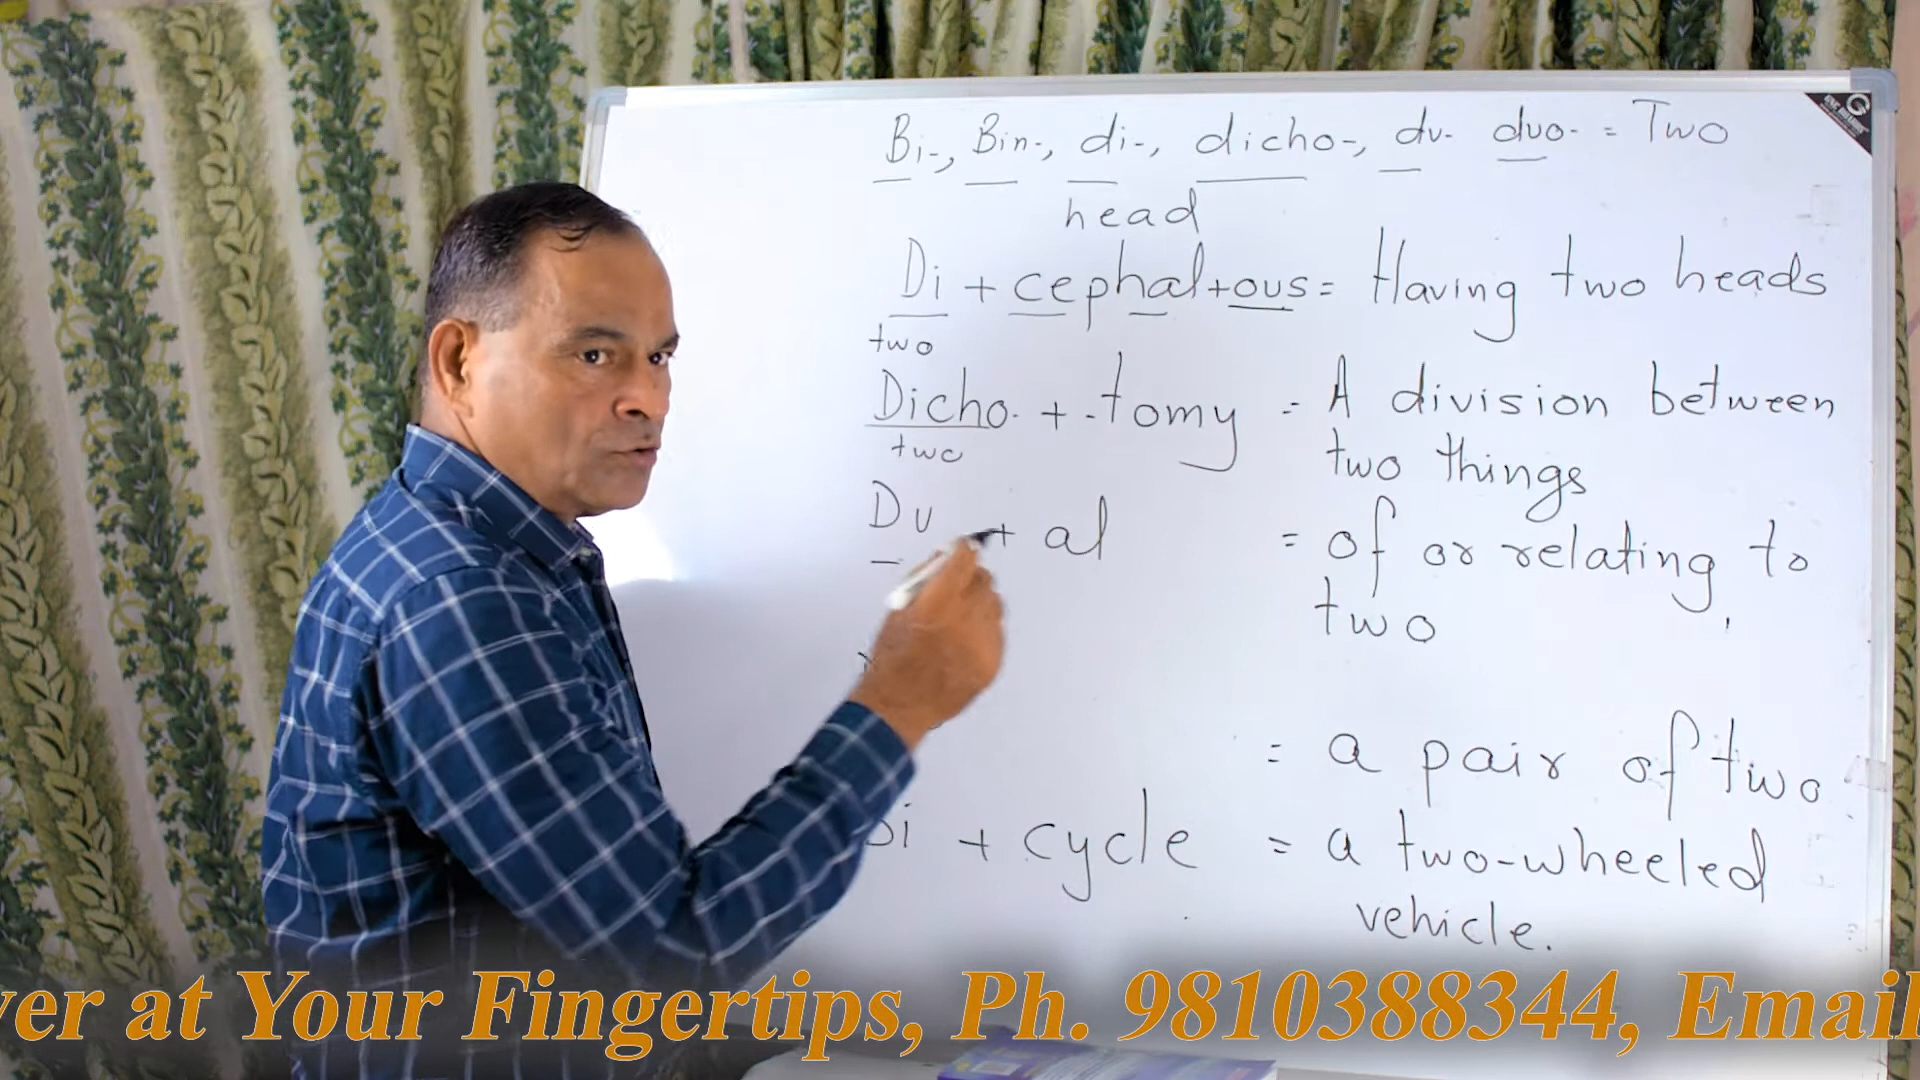 Bi-, Bin-, di-, dicho-, du- duo- = Two
head
Di + cephal+ous = Having two heads
two
Dicho- + -tomy = A division between
two two things
Du + al = of or relating to
two
= a pair of two
+ cycle = a two-wheeled
vehicle.
at Your Fingertips, Ph. 9810388344, Email